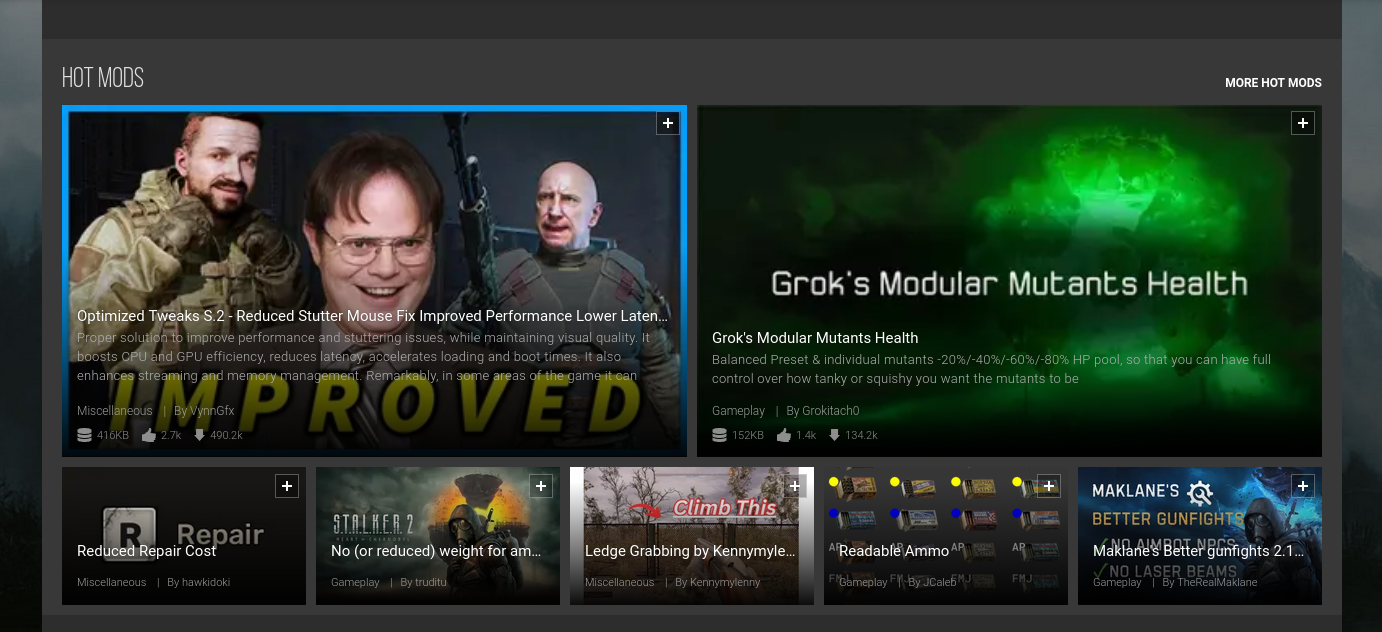 HOT MODS
MORE HOT MODS
Optimized Tweaks S.2 - Reduced Stutter Mouse Fix Improved Performance Lower Laten...
Proper solution to improve performance and stuttering issues, while maintaining visual quality. It
boosts CPU and GPU efficiency, reduces latency, accelerates loading and boot times. It also
enhances streaming and memory management. Remarkably, in some areas of the game it can
IMPROVED
Miscellaneous | By VynnGfx
416KB 2.7k 490.2k
Grok's Modular Mutants Health
Grok's Modular Mutants Health
Balanced Preset & individual mutants -20%/-40%/-60%/-80% HP pool, so that you can have full
control over how tanky or squishy you want the mutants to be
Gameplay | By Grokitach0
152KB 1.4k 134.2k
R Repair
Reduced Repair Cost
Miscellaneous | By hawkidoki
S.T.A.L.K.E.R. 2
No (or reduced) weight for am...
Gameplay | By truditu
Climb This
Ledge Grabbing by Kennymyle...
Miscellaneous | By Kennymylenny
AP AP AP AP
Readable Ammo
FMJ FMJ FMJ FMJ
Gameplay | By JCaleb
MAKLANE'S
BETTER GUNFIGHTS
NO AIMBOT NPCS
Maklane's Better gunfights 2.1...
NO LASER BEAMS
Gameplay | By TheRealMaklane